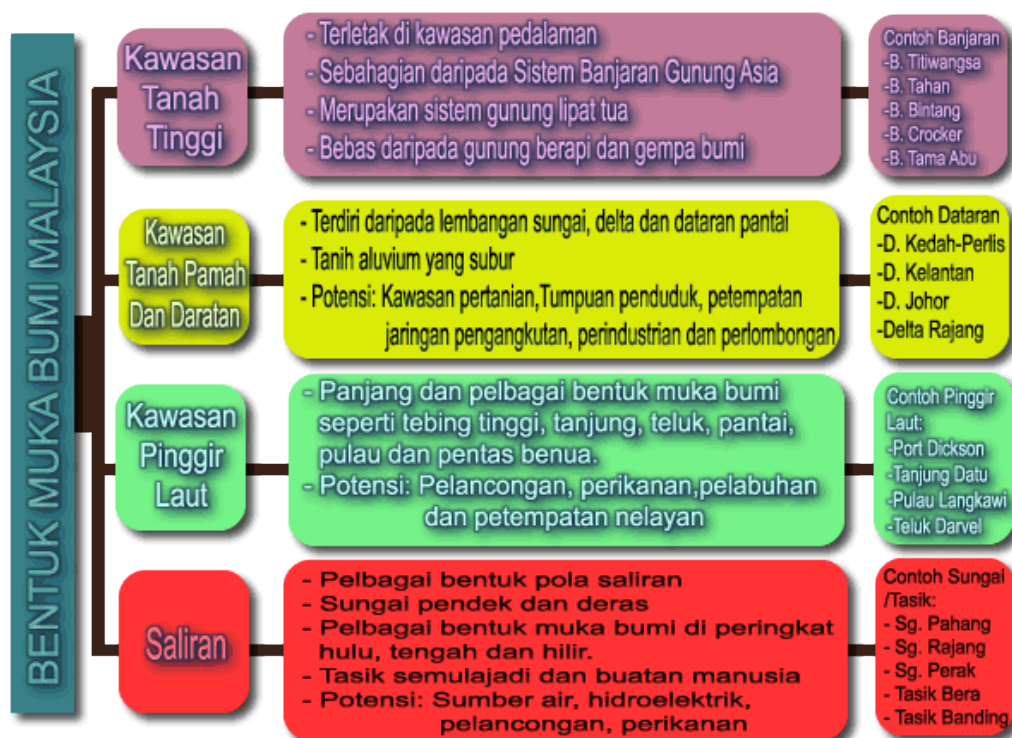 BENTUK MUKA BUMI MALAYSIA
Kawasan
Tanah
Tinggi
- Terletak di kawasan pedalaman
- Sebahagian daripada Sistem Banjaran Gunung Asia
- Merupakan sistem gunung lipat tua
- Bebas daripada gunung berapi dan gempa bumi
Contoh Banjaran
-B. Titiwangsa
-B. Tahan
-B. Bintang
-B. Crocker
-B. Tama Abu
Kawasan
Tanah Pamah
Dan Daratan
- Terdiri daripada lembangan sungai, delta dan dataran pantai
- Tanih aluvium yang subur
- Potensi: Kawasan pertanian,Tumpuan penduduk, petempatan
jaringan pengangkutan, perindustrian dan perlombongan
Contoh Dataran
-D. Kedah-Perlis
-D. Kelantan
-D. Johor
-Delta Rajang
Kawasan
Pinggir
Laut
- Panjang dan pelbagai bentuk muka bumi
seperti tebing tinggi, tanjung, teluk, pantai,
pulau dan pentas benua.
- Potensi: Pelancongan, perikanan,pelabuhan
dan petempatan nelayan
Contoh Pinggir
Laut:
-Port Dickson
-Tanjung Datu
-Pulau Langkawi
-Teluk Darvel
Saliran
- Pelbagai bentuk pola saliran
- Sungai pendek dan deras
- Pelbagai bentuk muka bumi di peringkat
hulu, tengah dan hilir.
- Tasik semulajadi dan buatan manusia
- Potensi: Sumber air, hidroelektrik,
pelancongan, perikanan
Contoh Sungai
/Tasik:
- Sg. Pahang
- Sg. Rajang
- Sg. Perak
- Tasik Bera
- Tasik Banding